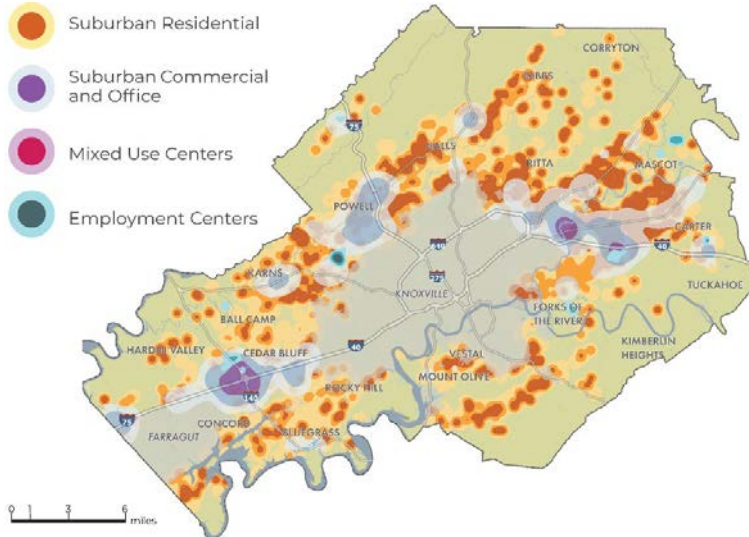 Suburban Residential
Suburban Commercial
and Office
Mixed Use Centers
Employment Centers
CORRYTON
GIBBS
75
HALLS
RITTA
MASCOT
POWELL
CARTER
640
40
275
KARNS
KNOXVILLE
TUCKAHOE
BALL CAMP
FORKS OF
THE RIVER
HARDIN VALLEY
CEDAR BLUFF
40
KIMBERLIN
HEIGHTS
VESTAL
MOUNT OLIVE
ROCKY HILL
140
75
CONCORD
BLUEGRASS
FARRAGUT
0 1 3 6
miles